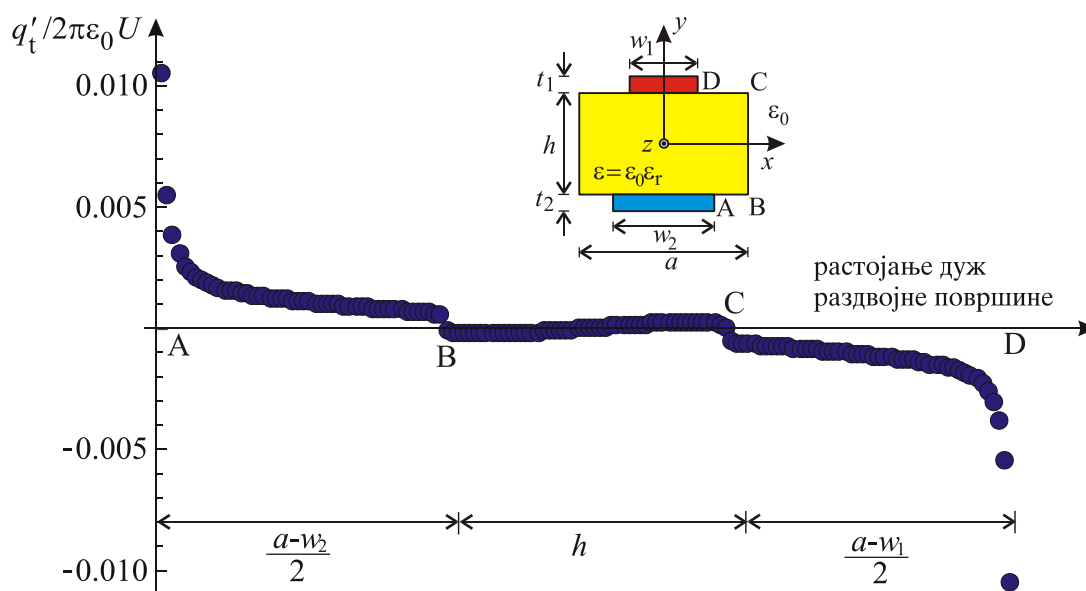 q′t/2πε0U
0.010
0.005
0
-0.005
-0.010
y
w1
t1
D
C
ε0
h
z
x
ε=ε0εr
t2
A
B
w2
a
растојање дуж
раздвојне површине
A
B
C
D
a-w2
2
h
a-w1
2